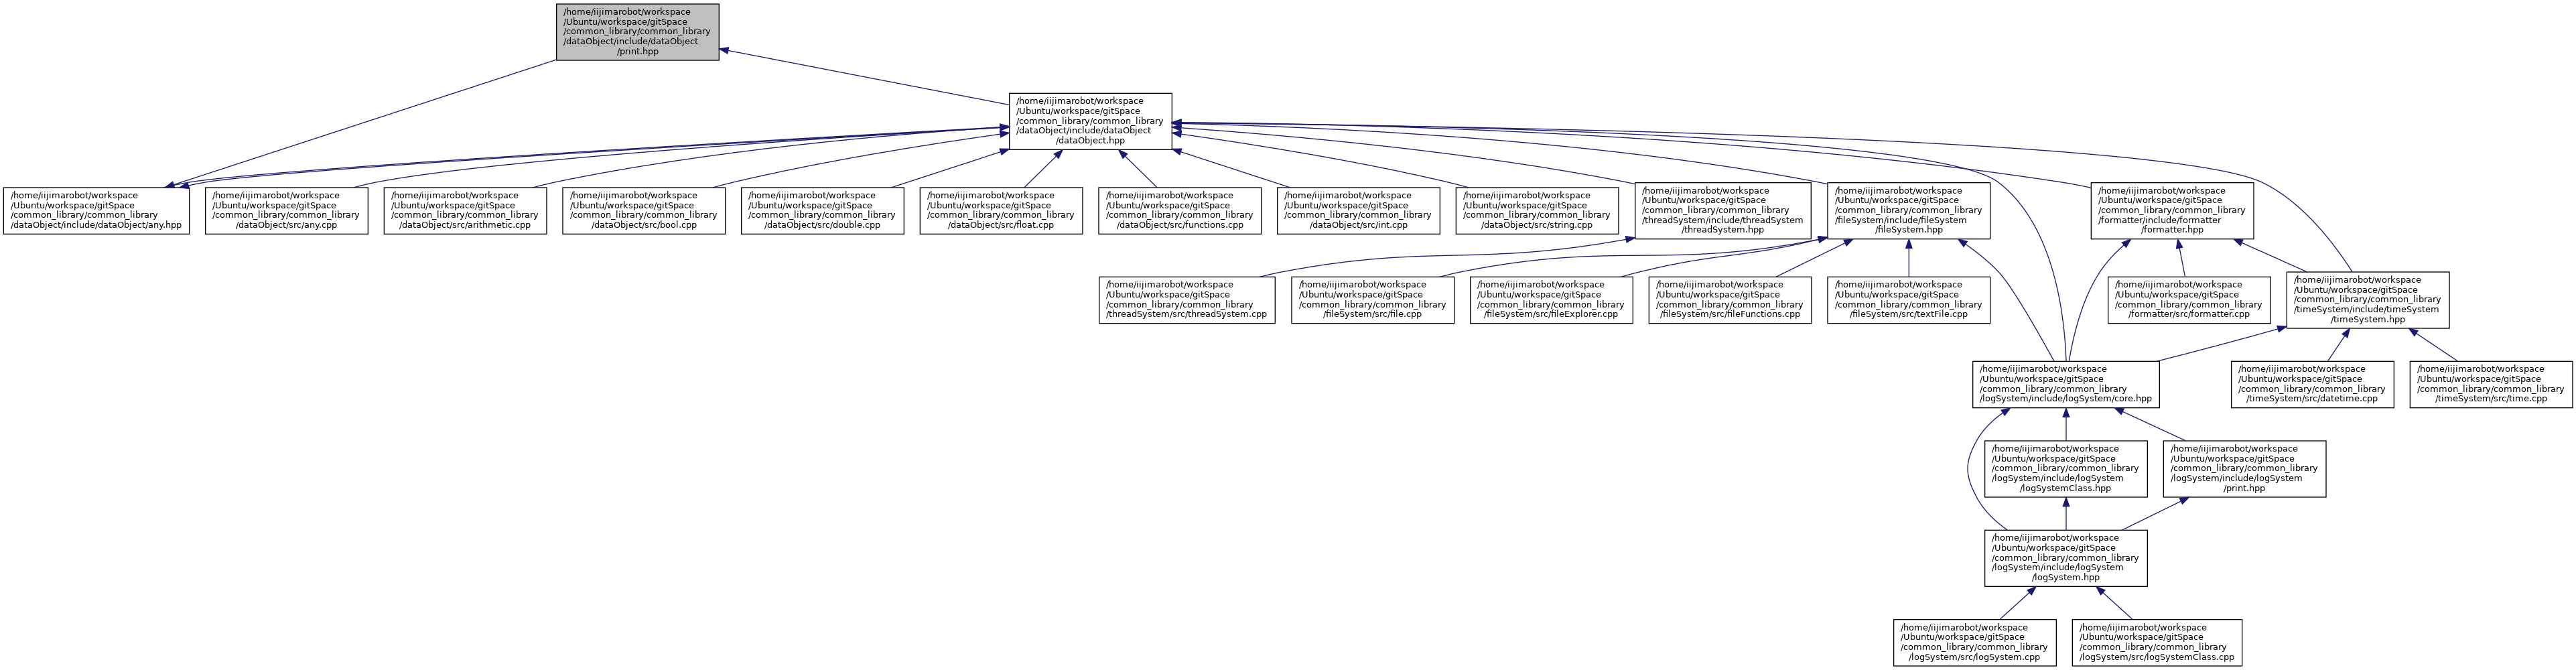 /home/iijimarobot/workspace
/Ubuntu/workspace/gitSpace
/common_library/common_library
/dataObject/include/dataObject
/print.hpp
/home/iijimarobot/workspace
/Ubuntu/workspace/gitSpace
/common_library/common_library
/dataObject/include/dataObject
/dataObject.hpp
/home/iijimarobot/workspace
/Ubuntu/workspace/gitSpace
/common_library/common_library
/dataObject/include/dataObject/any.hpp
/home/iijimarobot/workspace
/Ubuntu/workspace/gitSpace
/common_library/common_library
/dataObject/src/any.cpp
/home/iijimarobot/workspace
/Ubuntu/workspace/gitSpace
/common_library/common_library
/dataObject/src/arithmetic.cpp
/home/iijimarobot/workspace
/Ubuntu/workspace/gitSpace
/common_library/common_library
/dataObject/src/bool.cpp
/home/iijimarobot/workspace
/Ubuntu/workspace/gitSpace
/common_library/common_library
/dataObject/src/double.cpp
/home/iijimarobot/workspace
/Ubuntu/workspace/gitSpace
/common_library/common_library
/dataObject/src/float.cpp
/home/iijimarobot/workspace
/Ubuntu/workspace/gitSpace
/common_library/common_library
/dataObject/src/functions.cpp
/home/iijimarobot/workspace
/Ubuntu/workspace/gitSpace
/common_library/common_library
/dataObject/src/int.cpp
/home/iijimarobot/workspace
/Ubuntu/workspace/gitSpace
/common_library/common_library
/dataObject/src/string.cpp
/home/iijimarobot/workspace
/Ubuntu/workspace/gitSpace
/common_library/common_library
/threadSystem/include/threadSystem
/threadSystem.hpp
/home/iijimarobot/workspace
/Ubuntu/workspace/gitSpace
/common_library/common_library
/fileSystem/include/fileSystem
/fileSystem.hpp
/home/iijimarobot/workspace
/Ubuntu/workspace/gitSpace
/common_library/common_library
/formatter/include/formatter
/formatter.hpp
/home/iijimarobot/workspace
/Ubuntu/workspace/gitSpace
/common_library/common_library
/threadSystem/src/threadSystem.cpp
/home/iijimarobot/workspace
/Ubuntu/workspace/gitSpace
/common_library/common_library
/fileSystem/src/file.cpp
/home/iijimarobot/workspace
/Ubuntu/workspace/gitSpace
/common_library/common_library
/fileSystem/src/fileExplorer.cpp
/home/iijimarobot/workspace
/Ubuntu/workspace/gitSpace
/common_library/common_library
/fileSystem/src/fileFunctions.cpp
/home/iijimarobot/workspace
/Ubuntu/workspace/gitSpace
/common_library/common_library
/fileSystem/src/textFile.cpp
/home/iijimarobot/workspace
/Ubuntu/workspace/gitSpace
/common_library/common_library
/formatter/src/formatter.cpp
/home/iijimarobot/workspace
/Ubuntu/workspace/gitSpace
/common_library/common_library
/timeSystem/include/timeSystem
/timeSystem.hpp
/home/iijimarobot/workspace
/Ubuntu/workspace/gitSpace
/common_library/common_library
/logSystem/include/logSystem/core.hpp
/home/iijimarobot/workspace
/Ubuntu/workspace/gitSpace
/common_library/common_library
/timeSystem/src/datetime.cpp
/home/iijimarobot/workspace
/Ubuntu/workspace/gitSpace
/common_library/common_library
/timeSystem/src/time.cpp
/home/iijimarobot/workspace
/Ubuntu/workspace/gitSpace
/common_library/common_library
/logSystem/include/logSystem
/logSystemClass.hpp
/home/iijimarobot/workspace
/Ubuntu/workspace/gitSpace
/common_library/common_library
/logSystem/include/logSystem
/print.hpp
/home/iijimarobot/workspace
/Ubuntu/workspace/gitSpace
/common_library/common_library
/logSystem/include/logSystem
/logSystem.hpp
/home/iijimarobot/workspace
/Ubuntu/workspace/gitSpace
/common_library/common_library
/logSystem/src/logSystem.cpp
/home/iijimarobot/workspace
/Ubuntu/workspace/gitSpace
/common_library/common_library
/logSystem/src/logSystemClass.cpp